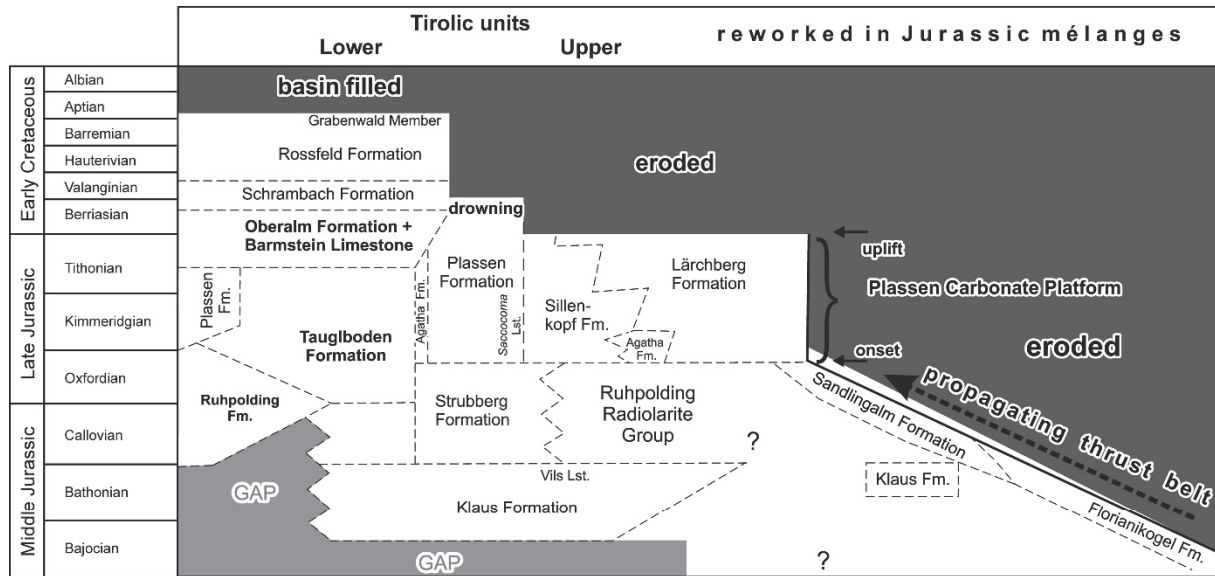 Tirolic units
Lower
Upper
reworked in Jurassic mélanges
Early Cretaceous
Albian
Aptian
Barremian
Hauterivian
Valanginian
Berriasian
Late Jurassic
Tithonian
Kimmeridgian
Oxfordian
Middle Jurassic
Callovian
Bathonian
Bajocian
basin filled
Grabenwald Member
Rossfeld Formation
Schrambach Formation
eroded
drowning
Oberalm Formation +
Barmstein Limestone
Plassen
Fm.
Tauglboden
Formation
Agatha Fm.
Plassen
Formation
Saccocoma
Lst.
Sillen-
kopf Fm.
Lärchberg
Formation
Agatha
Fm.
uplift
Plassen Carbonate Platform
onset
eroded
Ruhpolding
Fm.
Strubberg
Formation
Ruhpolding
Radiolarite
Group
?
Sandlingalm Formation
propagating thrust belt
GAP
Vils Lst.
Klaus Formation
Klaus Fm.
Florianikogel Fm.
GAP
?